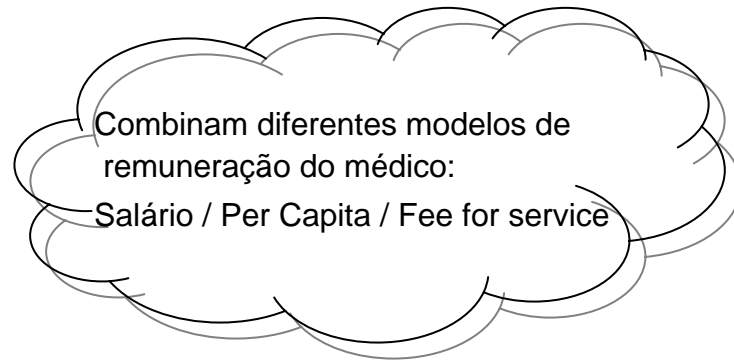 Combinam diferentes modelos de
remuneração do médico:
Salário / Per Capita / Fee for service